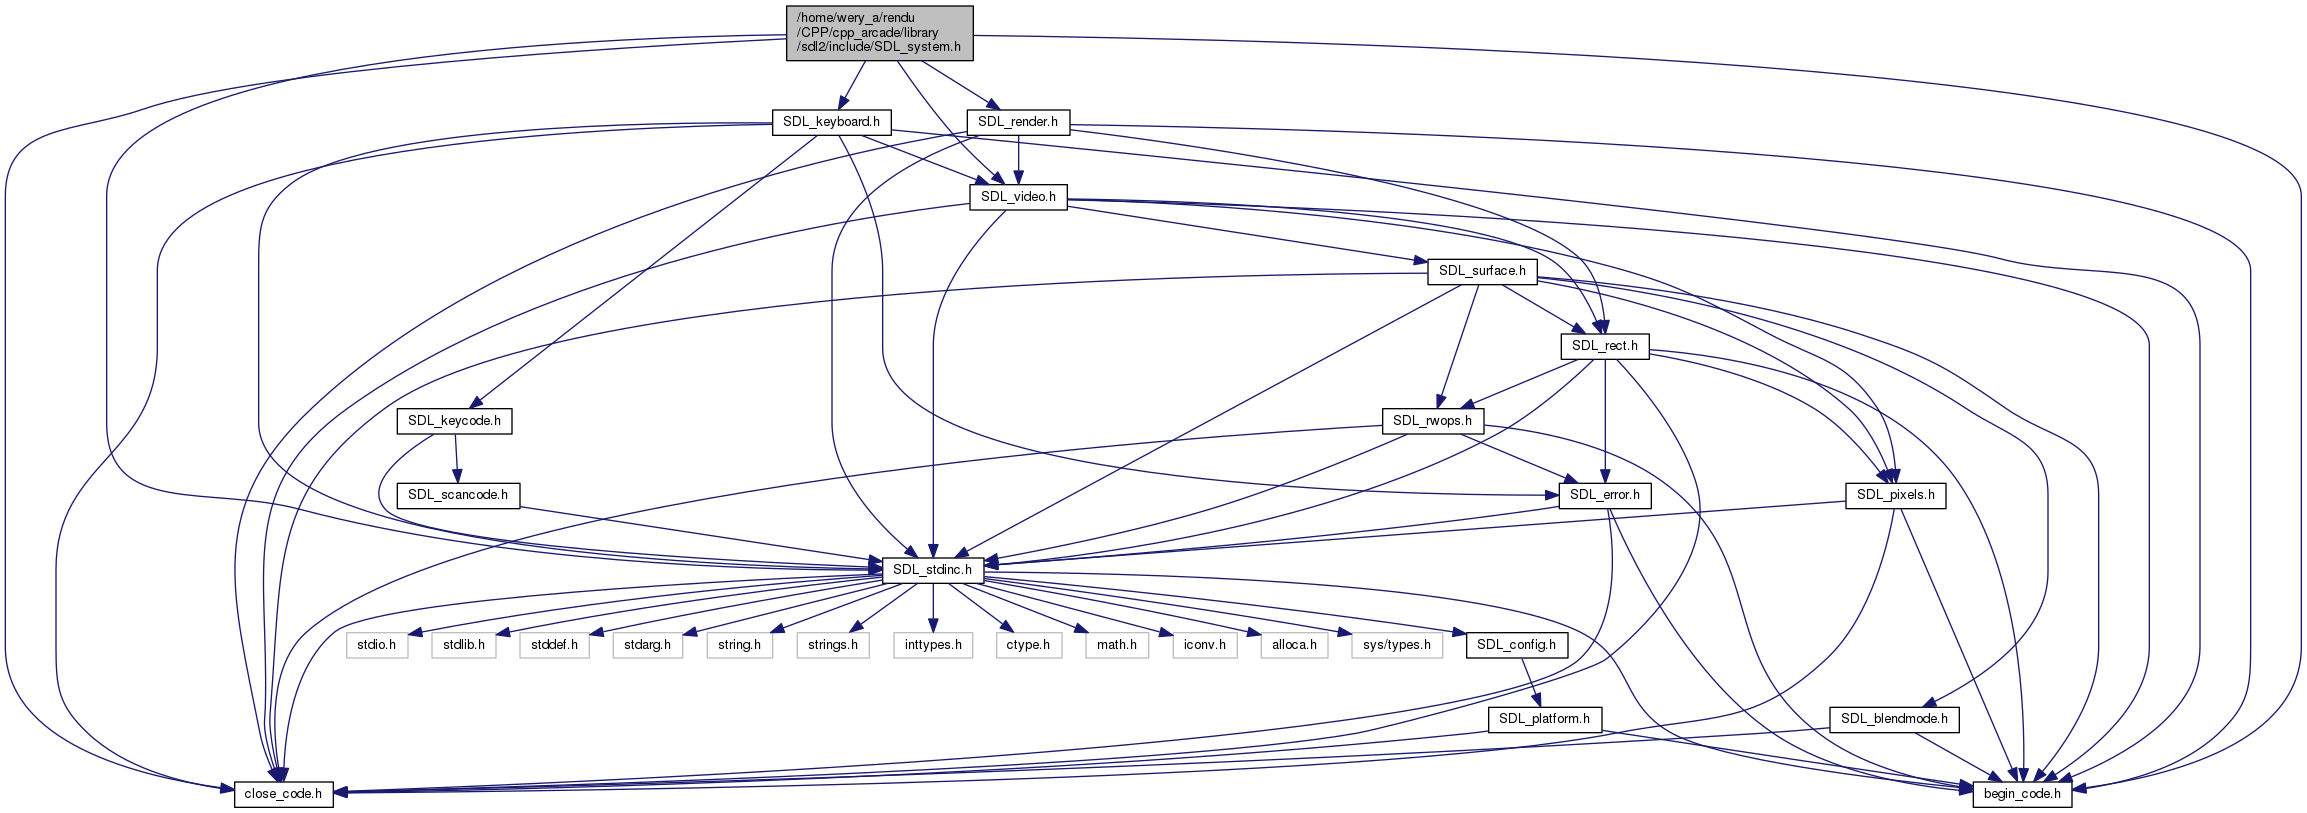 /home/wery_a/rendu
/CPP/cpp_arcade/library
/sdl2/include/SDL_system.h
SDL_keyboard.h
SDL_render.h
SDL_video.h
SDL_surface.h
SDL_rect.h
SDL_keycode.h
SDL_rwops.h
SDL_scancode.h
SDL_error.h
SDL_pixels.h
SDL_stdinc.h
stdio.h
stdlib.h
stddef.h
stdarg.h
string.h
strings.h
inttypes.h
ctype.h
math.h
iconv.h
alloca.h
sys/types.h
SDL_config.h
SDL_platform.h
SDL_blendmode.h
close_code.h
begin_code.h